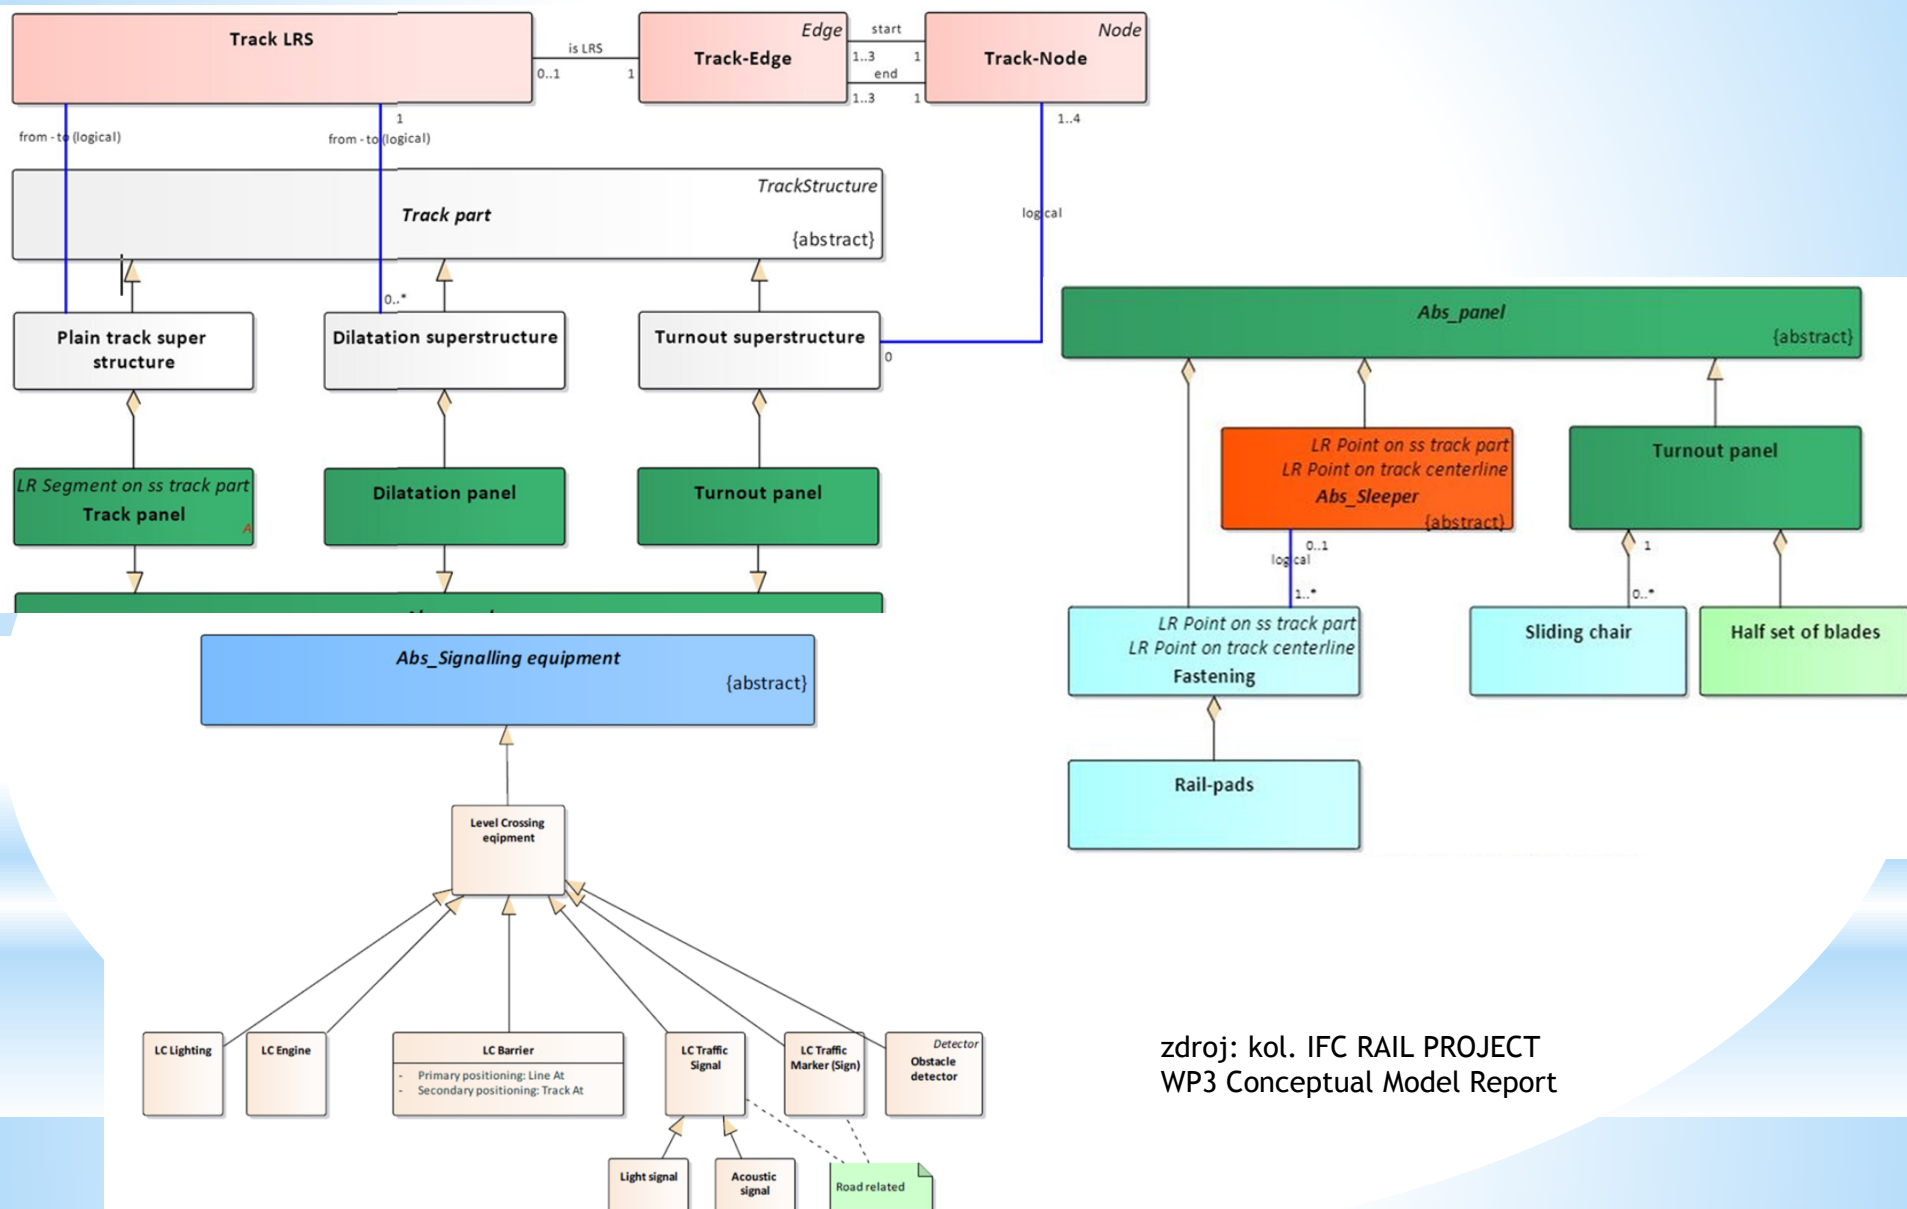 Track LRS
is LRS
0..1
1
Edge
Track-Edge
start
1..3
1
end
1..3
1
Node
Track-Node
from - to (logical)
from - to (logical)
1
1..4
TrackStructure
Track part
{abstract}
logical
0..*
Plain track super
structure
Dilatation superstructure
Turnout superstructure
0
LR Segment on ss track part
Track panel
A
Dilatation panel
Turnout panel
Abs_panel
{abstract}
LR Point on ss track part
LR Point on track centerline
Abs_Sleeper
{abstract}
Turnout panel
0..1
logical
1..*
1
0..*
LR Point on ss track part
LR Point on track centerline
Fastening
Sliding chair
Half set of blades
Rail-pads
Abs_Signalling equipment
{abstract}
Level Crossing
eqipment
LC Lighting
LC Engine
LC Barrier
- Primary positioning: Line At
- Secondary positioning: Track At
LC Traffic
Signal
LC Traffic
Marker (Sign)
Detector
Obstacle
detector
Light signal
Acoustic
signal
Road related
zdroj: kol. IFC RAIL PROJECT
WP3 Conceptual Model Report